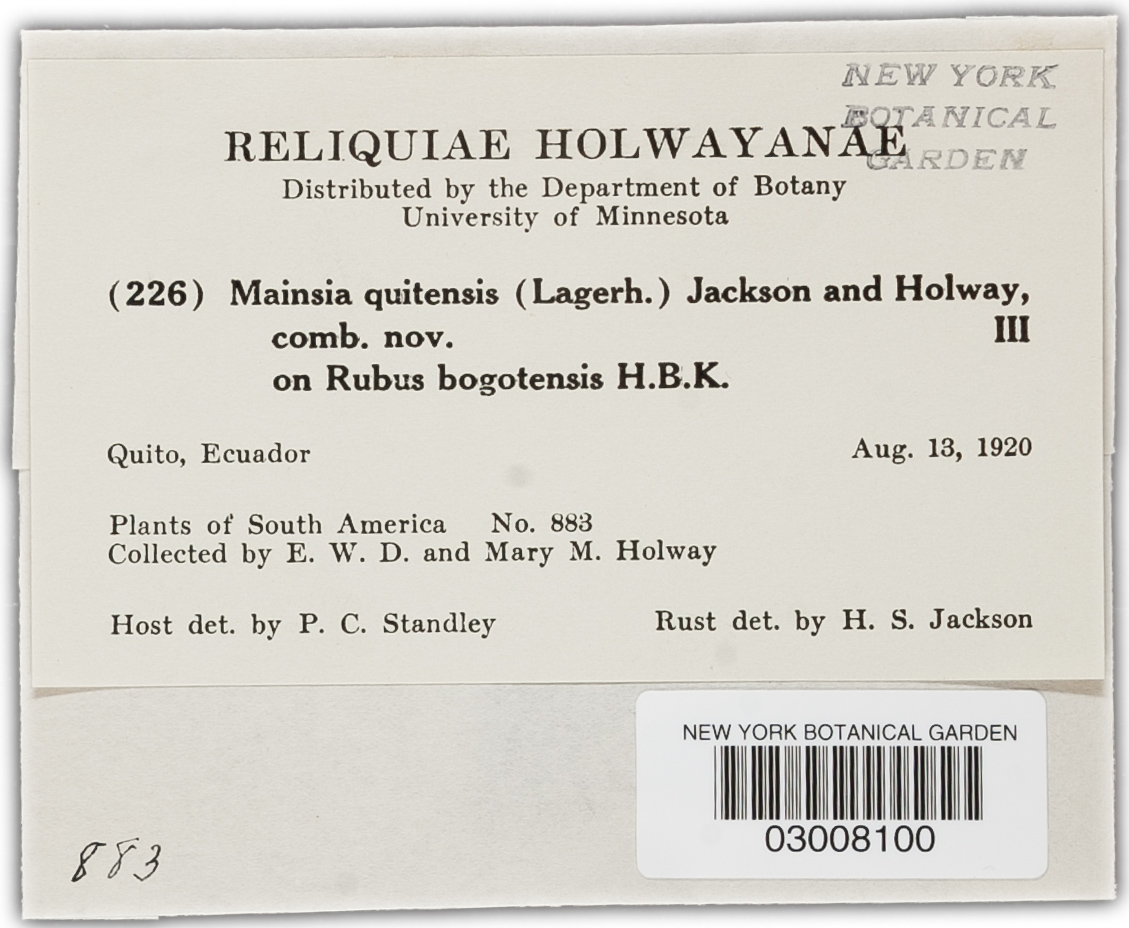 NEW YORK
BOTANICAL
GARDEN
RELIQUIAE HOLWAYANAE
Distributed by the Department of Botany
University of Minnesota
(226) Mainsia quitensis (Lagerh.) Jackson and Holway,
comb. nov. III
on Rubus bogotensis H.B.K.
Quito, Ecuador Aug. 13, 1920
Plants of South America No. 883
Collected by E. W. D. and Mary M. Holway
Host det. by P. C. Standley Rust det. by H. S. Jackson
NEW YORK BOTANICAL GARDEN
03008100
883